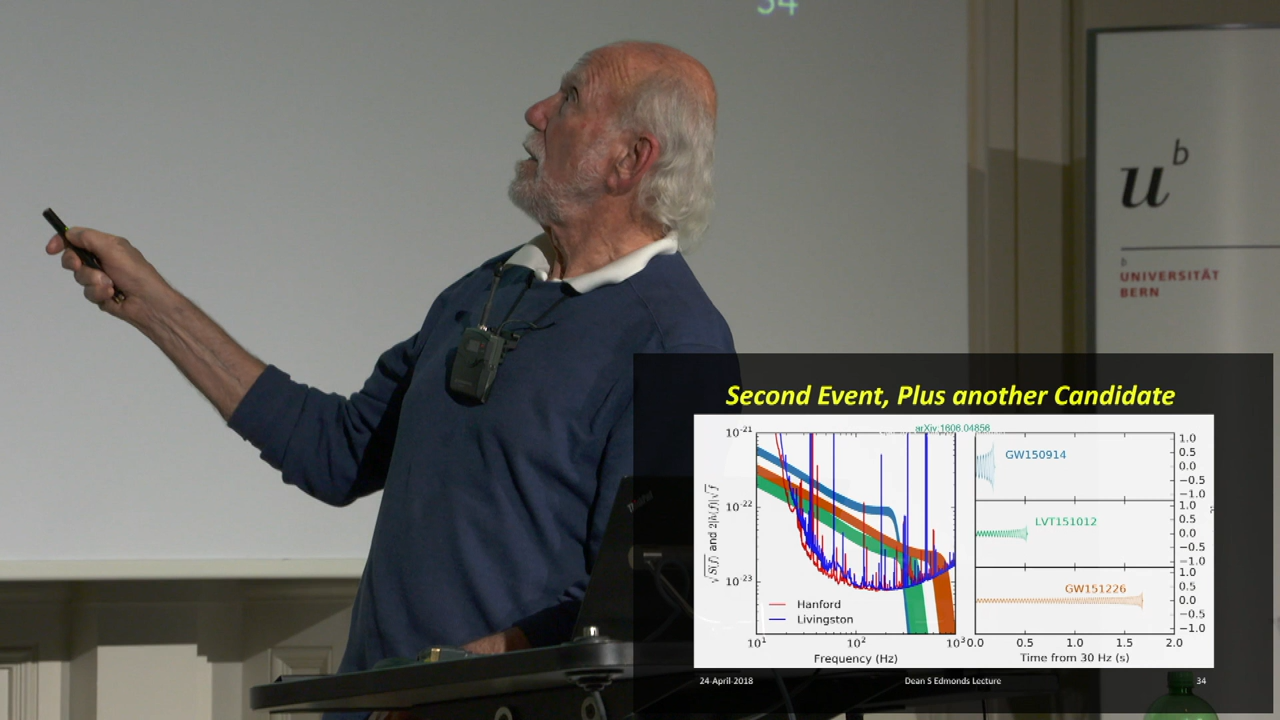 34
u b
b
UNIVERSITÄT
BERN
ThinkPad
Second Event, Plus another Candidate
arXiv:1606.04856
10-21
10-22
10-23
√S(f) and 2|h̃(f)|√f
Hanford
Livingston
10¹ 10² 10³
Frequency (Hz)
GW150914
1.0
0.5
0.0
−0.5
−1.0
LVT151012
1.0
0.5
0.0
−0.5
−1.0
GW151226
1.0
0.5
0.0
−0.5
−1.0
0.0 0.5 1.0 1.5 2.0
Time from 30 Hz (s)
24-April-2018 Dean S Edmonds Lecture 34